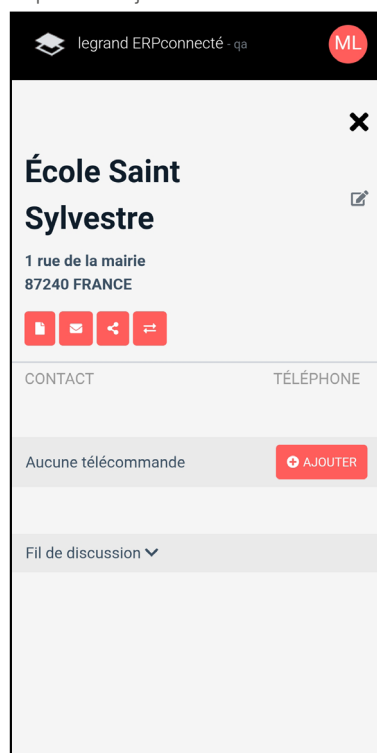 legrand ERPconnecté - qa
ML
École Saint
Sylvestre
1 rue de la mairie
87240 FRANCE
CONTACT TÉLÉPHONE
Aucune télécommande AJOUTER
Fil de discussion